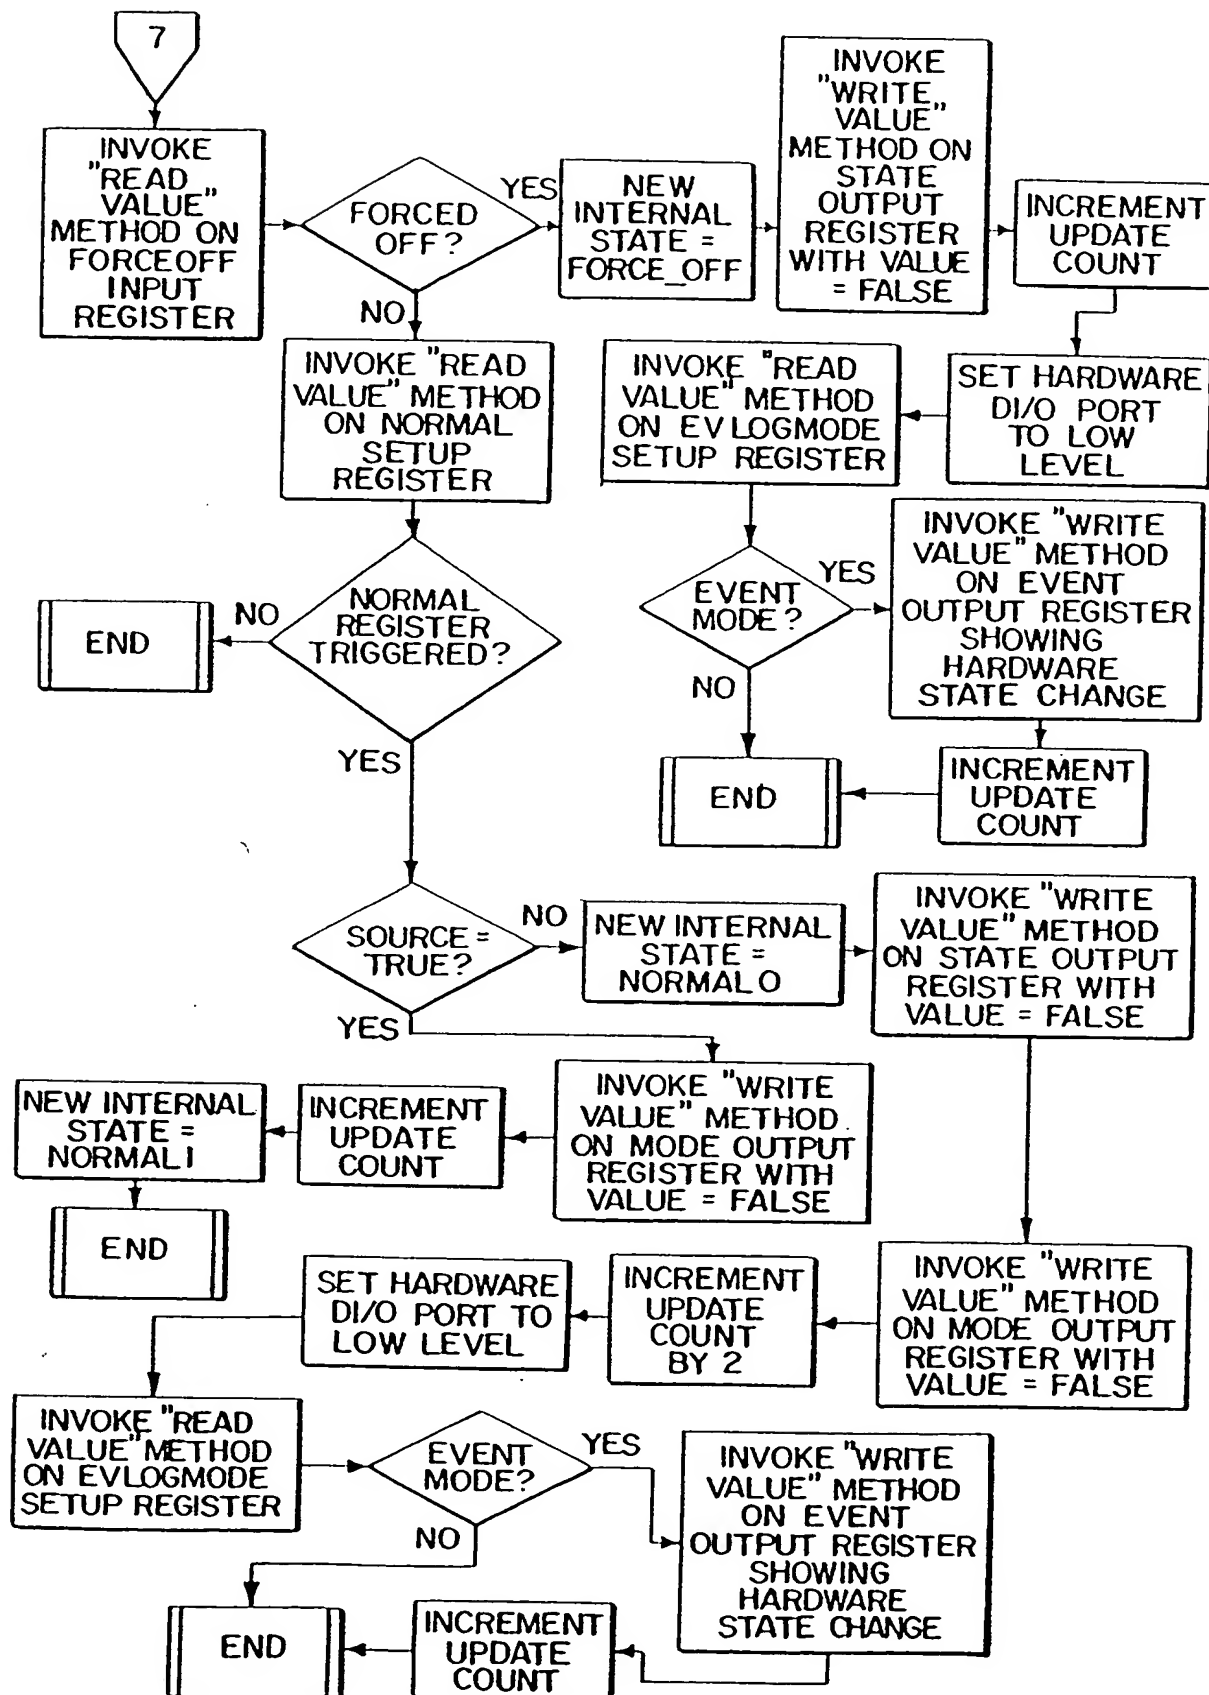 7
INVOKE
"READ
VALUE"
METHOD ON
FORCEOFF
INPUT
REGISTER
FORCED
OFF?
YES
NO
NEW
INTERNAL
STATE =
FORCE_OFF
INVOKE
"WRITE
VALUE"
METHOD ON
STATE
OUTPUT
REGISTER
WITH VALUE
= FALSE
INCREMENT
UPDATE
COUNT
SET HARDWARE
DI/O PORT
TO LOW
LEVEL
INVOKE "READ
VALUE" METHOD
ON EVLOGMODE
SETUP REGISTER
EVENT
MODE?
YES
NO
INVOKE "WRITE
VALUE" METHOD
ON EVENT
OUTPUT REGISTER
SHOWING
HARDWARE
STATE CHANGE
INCREMENT
UPDATE
COUNT
END
INVOKE "READ
VALUE" METHOD
ON NORMAL
SETUP
REGISTER
NORMAL
REGISTER
TRIGGERED?
NO
END
YES
SOURCE =
TRUE?
NO
NEW INTERNAL
STATE =
NORMAL0
INVOKE "WRITE
VALUE" METHOD
ON STATE OUTPUT
REGISTER WITH
VALUE = FALSE
YES
INVOKE "WRITE
VALUE" METHOD
ON MODE OUTPUT
REGISTER WITH
VALUE = FALSE
INCREMENT
UPDATE
COUNT
NEW INTERNAL
STATE =
NORMAL1
END
INVOKE "WRITE
VALUE" METHOD
ON MODE OUTPUT
REGISTER WITH
VALUE = FALSE
INCREMENT
UPDATE
COUNT
BY 2
SET HARDWARE
DI/O PORT TO
LOW LEVEL
INVOKE "READ
VALUE" METHOD
ON EVLOGMODE
SETUP REGISTER
EVENT
MODE?
YES
NO
INVOKE "WRITE
VALUE" METHOD
ON EVENT
OUTPUT REGISTER
SHOWING
HARDWARE
STATE CHANGE
INCREMENT
UPDATE
COUNT
END